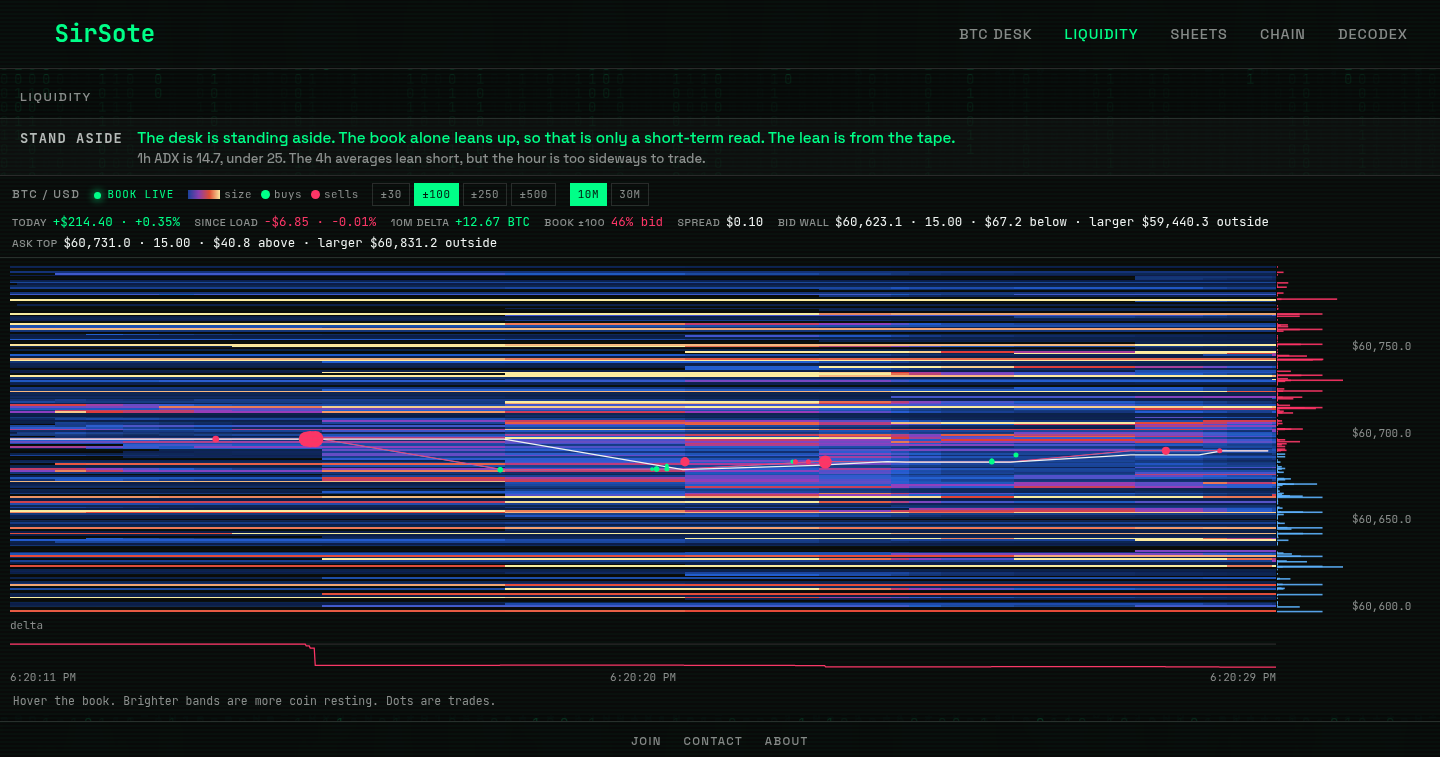 SirSote
BTC DESK LIQUIDITY SHEETS CHAIN DECODEX
LIQUIDITY
STAND ASIDE The desk is standing aside. The book alone leans up, so that is only a short-term read. The lean is from the tape.
1h ADX is 14.7, under 25. The 4h averages lean short, but the hour is too sideways to trade.
BTC / USD BOOK LIVE size buys sells ±30 ±100 ±250 ±500 10M 30M
TODAY +$214.40 · +0.35% SINCE LOAD -$6.85 · -0.01% 10M DELTA +12.67 BTC BOOK ±100 46% bid SPREAD $0.10 BID WALL $60,623.1 · 15.00 · $67.2 below · larger $59,440.3 outside
ASK TOP $60,731.0 · 15.00 · $40.8 above · larger $60,831.2 outside
$60,750.0
$60,700.0
$60,650.0
$60,600.0
delta
6:20:11 PM 6:20:20 PM 6:20:29 PM
Hover the book. Brighter bands are more coin resting. Dots are trades.
JOIN CONTACT ABOUT